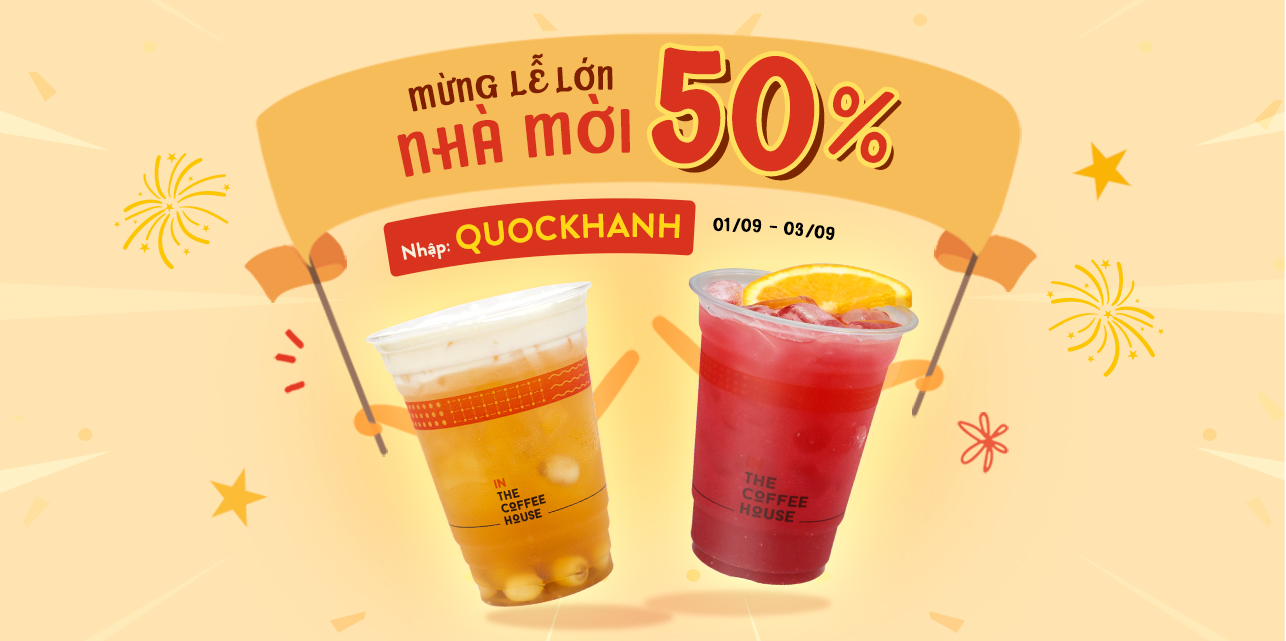 MỪNG LỄ LỚN
NHÀ MỜI 50%
Nhập: QUOCKHANH
01/09 - 03/09
IN
THE
COFFEE
HOUSE
IN
THE
COFFEE
HOUSE